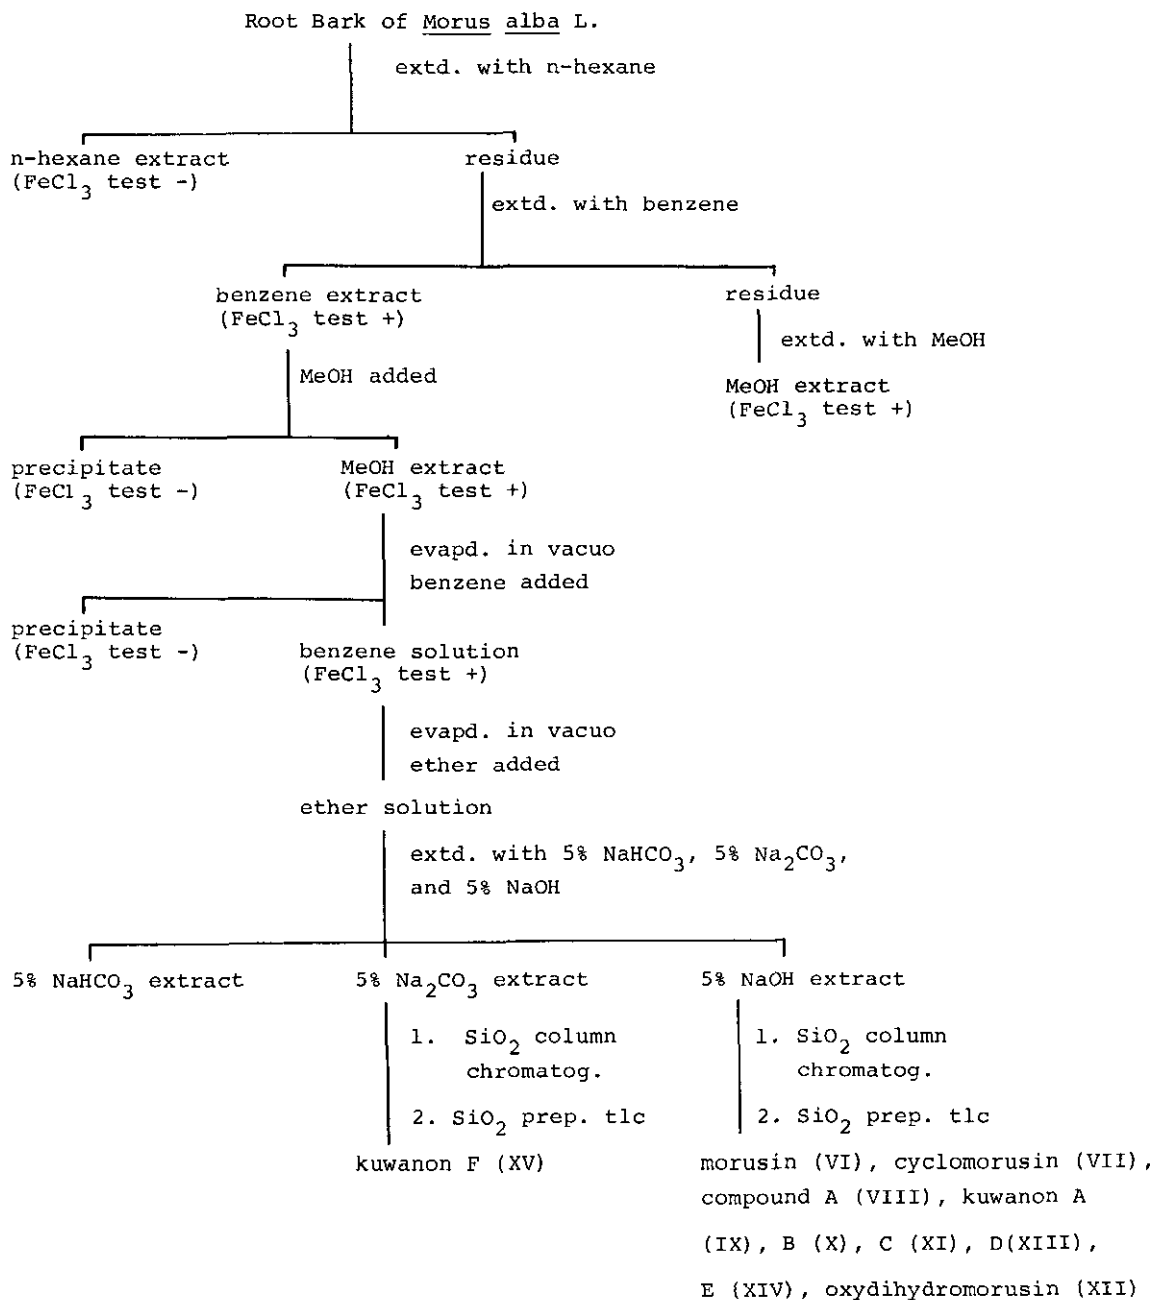 Root Bark of Morus alba L.
extd. with n-hexane
n-hexane extract
(FeCl3 test -)
residue
extd. with benzene
benzene extract
(FeCl3 test +)
residue
extd. with MeOH
MeOH extract
(FeCl3 test +)
MeOH added
precipitate
(FeCl3 test -)
MeOH extract
(FeCl3 test +)
evapd. in vacuo
benzene added
precipitate
(FeCl3 test -)
benzene solution
(FeCl3 test +)
evapd. in vacuo
ether added
ether solution
extd. with 5% NaHCO3, 5% Na2CO3,
and 5% NaOH
5% NaHCO3 extract
5% Na2CO3 extract
1. SiO2 column
chromatog.
2. SiO2 prep. tlc
kuwanon F (XV)
5% NaOH extract
1. SiO2 column
chromatog.
2. SiO2 prep. tlc
morusin (VI), cyclomorusin (VII),
compound A (VIII), kuwanon A
(IX), B (X), C (XI), D(XIII),
E (XIV), oxydihydromorusin (XII)